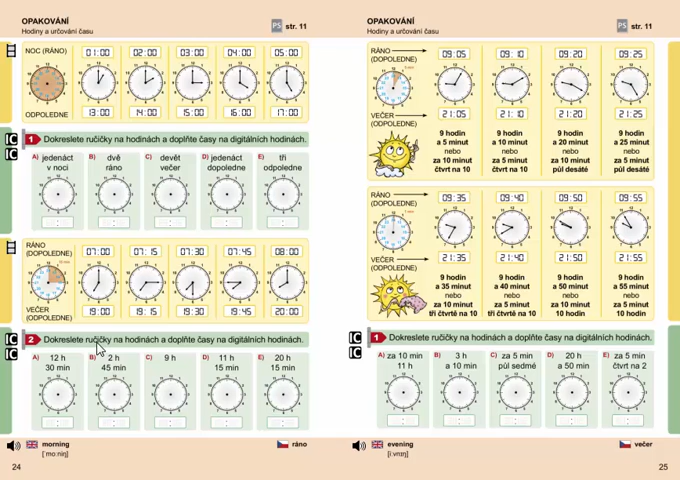 OPAKOVÁNÍ
Hodiny a určování času
PS str. 11
NOC (RÁNO)
01:00 02:00 03:00 04:00 05:00
ODPOLEDNE
13:00 14:00 15:00 16:00 17:00
1 Dokreslete ručičky na hodinách a doplňte časy na digitálních hodinách.
A) jedenáct v noci
B) dvě ráno
C) devět večer
D) jedenáct dopoledne
E) tři odpoledne
RÁNO
(DOPOLEDNE)
07:00 07:15 07:30 07:45 08:00
VEČER
(ODPOLEDNE)
19:00 19:15 19:30 19:45 20:00
2 Dokreslete ručičky na hodinách a doplňte časy na digitálních hodinách.
A) 12 h 30 min
B) 2 h 45 min
C) 9 h
D) 11 h 15 min
E) 20 h 15 min
morning
ráno
24
OPAKOVÁNÍ
Hodiny a určování času
PS str. 11
RÁNO
(DOPOLEDNE)
09:05 09:10 09:20 09:25
VEČER
(ODPOLEDNE)
21:05 21:10 21:20 21:25
9 hodin a 5 minut nebo za 10 minut čtvrt na 10
9 hodin a 10 minut nebo za 5 minut čtvrt na 10
9 hodin a 20 minut nebo za 10 minut půl desáté
9 hodin a 25 minut nebo za 5 minut půl desáté
RÁNO
(DOPOLEDNE)
09:35 09:40 09:50 09:55
VEČER
(ODPOLEDNE)
21:35 21:40 21:50 21:55
9 hodin a 35 minut nebo za 10 minut tři čtvrtě na 10
9 hodin a 40 minut nebo za 5 minut tři čtvrtě na 10
9 hodin a 50 minut nebo za 10 minut 10 hodin
9 hodin a 55 minut nebo za 5 minut 10 hodin
1 Dokreslete ručičky na hodinách a doplňte časy na digitálních hodinách.
A) za 10 min 11 h
B) 3 h a 10 min
C) za 5 min půl sedmé
D) 20 h a 50 min
E) za 5 min čtvrt na 2
evening
večer
25